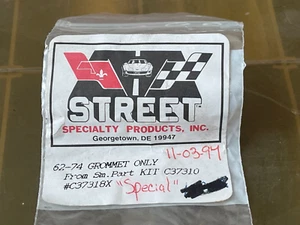 STREET
SPECIALTY PRODUCTS, INC.
Georgetown, DE 19947
11-03-97
62-74 GROMMET ONLY
From Sm.Part KIT C37310
#C37318X "Special"